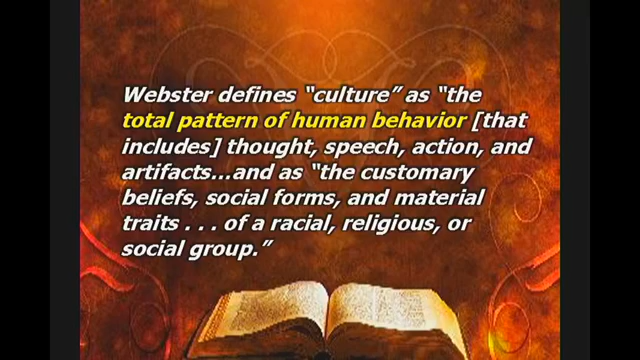 Webster defines “culture” as “the
total pattern of human behavior [that
includes] thought, speech, action, and
artifacts...and as “the customary
beliefs, social forms, and material
traits . . . of a racial, religious, or
social group.”